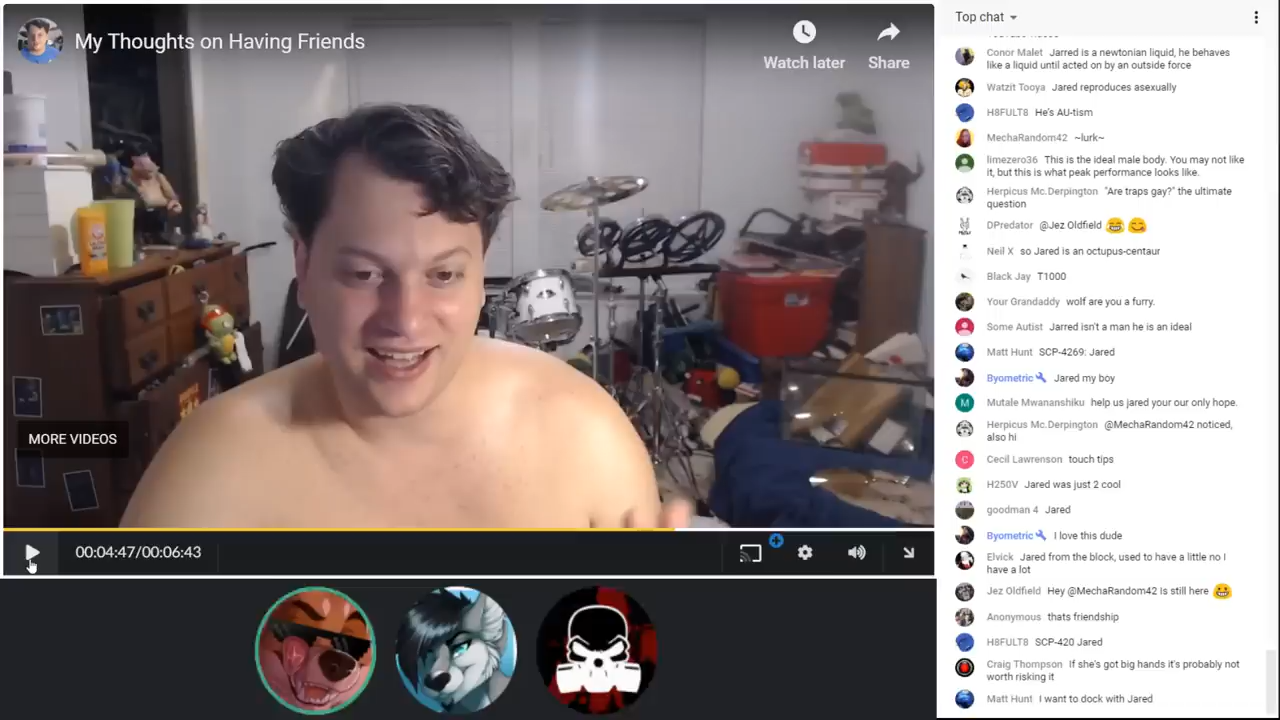 My Thoughts on Having Friends
Watch later
Share
MORE VIDEOS
00:04:47/00:06:43
Top chat
Conor Malet Jarred is a newtonian liquid, he behaves
like a liquid until acted on by an outside force
Watzit Tooya Jared reproduces asexually
H8FULT8 He's AU-tism
MechaRandom42 ~lurk~
limezero36 This is the ideal male body. You may not like
it, but this is what peak performance looks like.
Herpicus Mc.Derpington "Are traps gay?" the ultimate
question
DPredator @Jez Oldfield 😂 😋
Neil X so Jared is an octupus-centaur
Black Jay T1000
Your Grandaddy wolf are you a furry.
Some Autist Jarred isn't a man he is an ideal
Matt Hunt SCP-4269: Jared
Byometric Jared my boy
Mutale Mwananshiku help us jared your our only hope.
Herpicus Mc.Derpington @MechaRandom42 noticed,
also hi
Cecil Lawrenson touch tips
H250V Jared was just 2 cool
goodman 4 Jared
Byometric I love this dude
Elvick Jared from the block, used to have a little no I
have a lot
Jez Oldfield Hey @MechaRandom42 Is still here 😁
Anonymous thats friendship
H8FULT8 SCP-420 Jared
Craig Thompson If she's got big hands it's probably not
worth risking it
Matt Hunt I want to dock with Jared